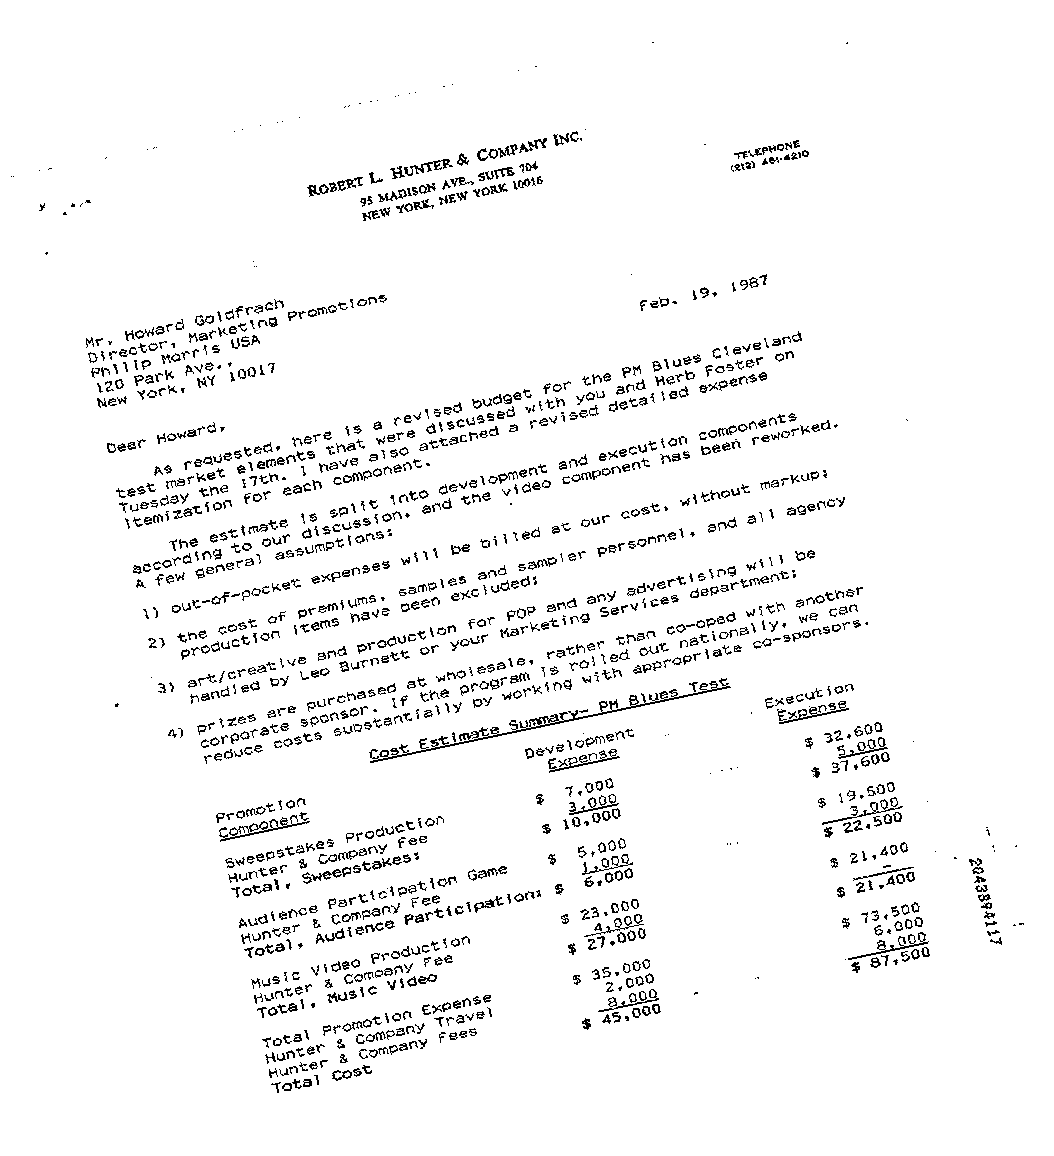 ROBERT L. HUNTER & COMPANY INC.
95 MADISON AVE., SUITE 704
NEW YORK, NEW YORK 10016
TELEPHONE
(212) 481-4210
Feb. 19, 1987
Mr. Howard Goldfrach
Director, Marketing Promotions
Philip Morris USA
120 Park Ave.,
New York, NY 10017
Dear Howard,
As requested, here is a revised budget for the PM Blues Cleveland
test market elements that were discussed with you and Herb Foster on
Tuesday the 17th. I have also attached a revised detailed expense
itemization for each component.
The estimate is split into development and execution components
according to our discussion, and the video component has been reworked.
A few general assumptions:
1) out-of-pocket expenses will be billed at our cost, without markup;
2) the cost of premiums, samples and sampler personnel, and all agency
production items have been excluded;
3) art/creative and production for POP and any advertising will be
handled by Leo Burnett or your Marketing Services department;
4) prizes are purchased at wholesale, rather than co-oped with another
corporate sponsor. If the program is rolled out nationally, we can
reduce costs substantially by working with appropriate co-sponsors.
Cost Estimate Summary- PM Blues Test
Promotion Development Execution
Component Expense Expense
Sweepstakes Production $ 7,000 $ 32,600
Hunter & Company Fee 3,000 5,000
Total, Sweepstakes: $ 10,000 $ 37,600
Audience Participation Game $ 5,000 $ 19,500
Hunter & Company Fee 1,000 3,000
Total, Audience Participation: $ 6,000 $ 22,500
Music Video Production $ 23,000 $ 21,400
Hunter & Company Fee 4,000 -
Total, Music Video $ 27,000 $ 21,400
Total Promotion Expense $ 35,000 $ 73,500
Hunter & Company Travel 2,000 6,000
Hunter & Company Fees 8,000 8,000
Total Cost $ 45,000 $ 87,500
2043894117